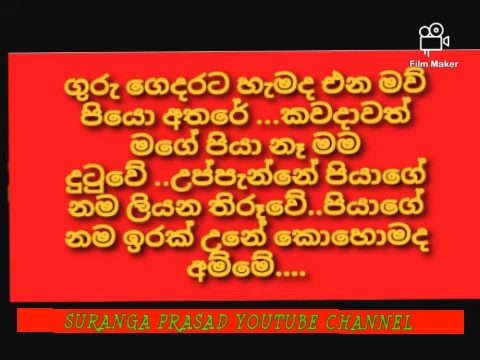 Film Maker
ගුරු ගෙදරට හැමද එන මව්
පියො අතරේ ...කවදාවත්
මගේ පියා නෑ මම
දුටුවේ ..උප්පැන්නේ පියාගේ
නම ලියන තිරුවේ..පියාගේ
නම ඉරක් උනේ කොහොමද
අම්මේ....
SURANGA PRASAD YOUTUBE CHANNEL